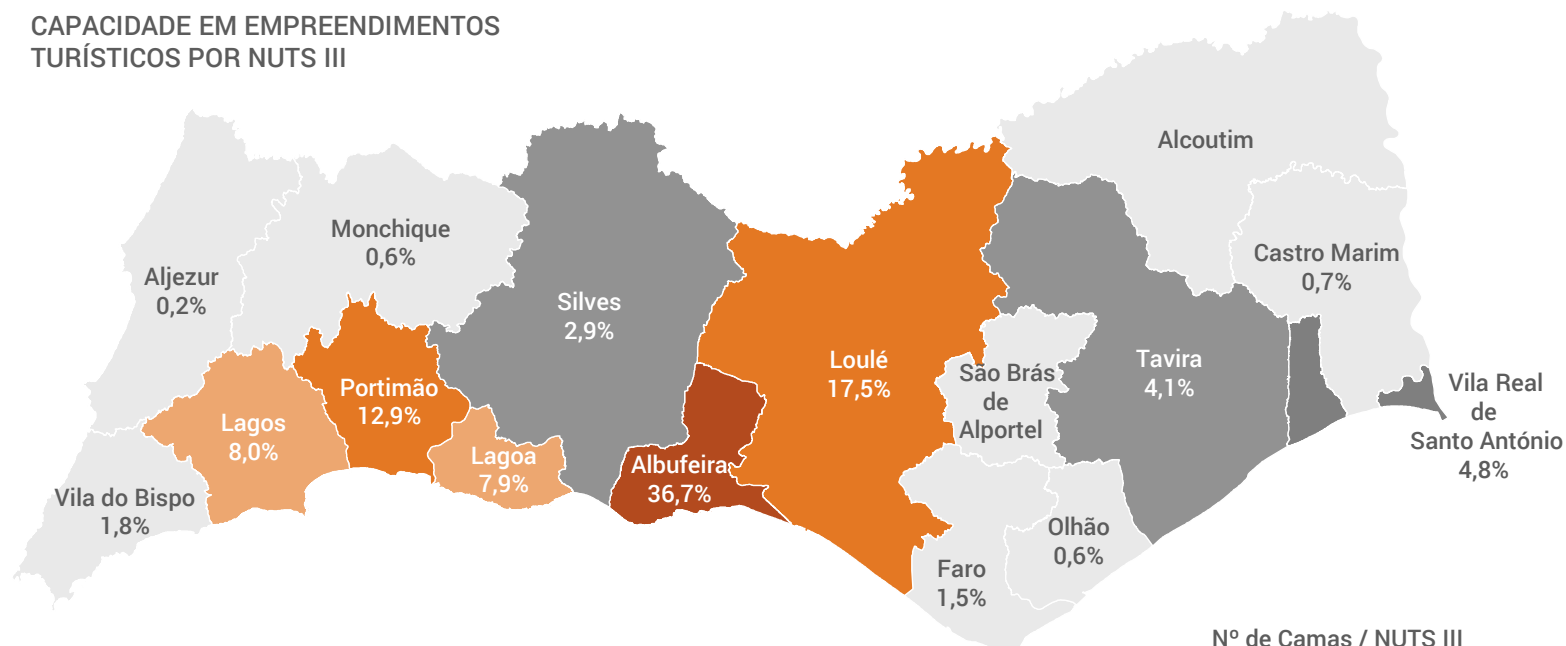 CAPACIDADE EM EMPREENDIMENTOS
TURÍSTICOS POR NUTS III
Alcoutim
Monchique
0,6%
Castro Marim
0,7%
Aljezur
0,2%
Silves
2,9%
Loulé
17,5%
Tavira
4,1%
São Brás
de
Alportel
Portimão
12,9%
Vila Real
de
Santo António
4,8%
Lagos
8,0%
Lagoa
7,9%
Albufeira
36,7%
Vila do Bispo
1,8%
Olhão
0,6%
Faro
1,5%
Nº de Camas / NUTS III